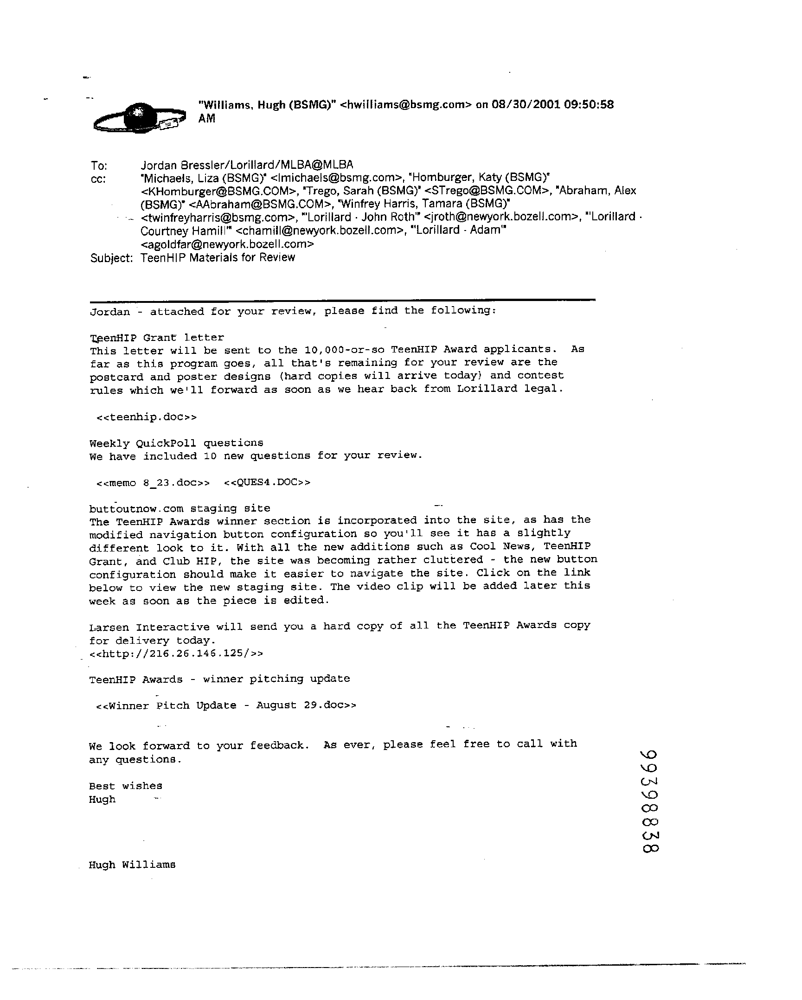 "Williams, Hugh (BSMG)" <hwilliams@bsmg.com> on 08/30/2001 09:50:58
AM
To: Jordan Bressler/Lorillard/MLBA@MLBA
cc: "Michaels, Liza (BSMG)" <lmichaels@bsmg.com>, "Homburger, Katy (BSMG)"
<KHomburger@BSMG.COM>, "Trego, Sarah (BSMG)" <STrego@BSMG.COM>, "Abraham, Alex
(BSMG)" <AAbraham@BSMG.COM>, "Winfrey Harris, Tamara (BSMG)"
<twinfreyharris@bsmg.com>, "'Lorillard - John Roth'" <jroth@newyork.bozell.com>, "'Lorillard -
Courtney Hamill'" <chamill@newyork.bozell.com>, "'Lorillard - Adam'"
<agoldfar@newyork.bozell.com>
Subject: TeenHIP Materials for Review
Jordan - attached for your review, please find the following:
TeenHIP Grant letter
This letter will be sent to the 10,000-or-so TeenHIP Award applicants. As
far as this program goes, all that's remaining for your review are the
postcard and poster designs (hard copies will arrive today) and contest
rules which we'll forward as soon as we hear back from Lorillard legal.
<<teenhip.doc>>
Weekly QuickPoll questions
We have included 10 new questions for your review.
<<memo 8_23.doc>> <<QUES4.DOC>>
buttoutnow.com staging site
The TeenHIP Awards winner section is incorporated into the site, as has the
modified navigation button configuration so you'll see it has a slightly
different look to it. With all the new additions such as Cool News, TeenHIP
Grant, and Club HIP, the site was becoming rather cluttered - the new button
configuration should make it easier to navigate the site. Click on the link
below to view the new staging site. The video clip will be added later this
week as soon as the piece is edited.
Larsen Interactive will send you a hard copy of all the TeenHIP Awards copy
for delivery today.
<<http://216.26.146.125/>>
TeenHIP Awards - winner pitching update
<<Winner Pitch Update - August 29.doc>>
We look forward to your feedback. As ever, please feel free to call with
any questions.
Best wishes
Hugh
Hugh Williams
99398838